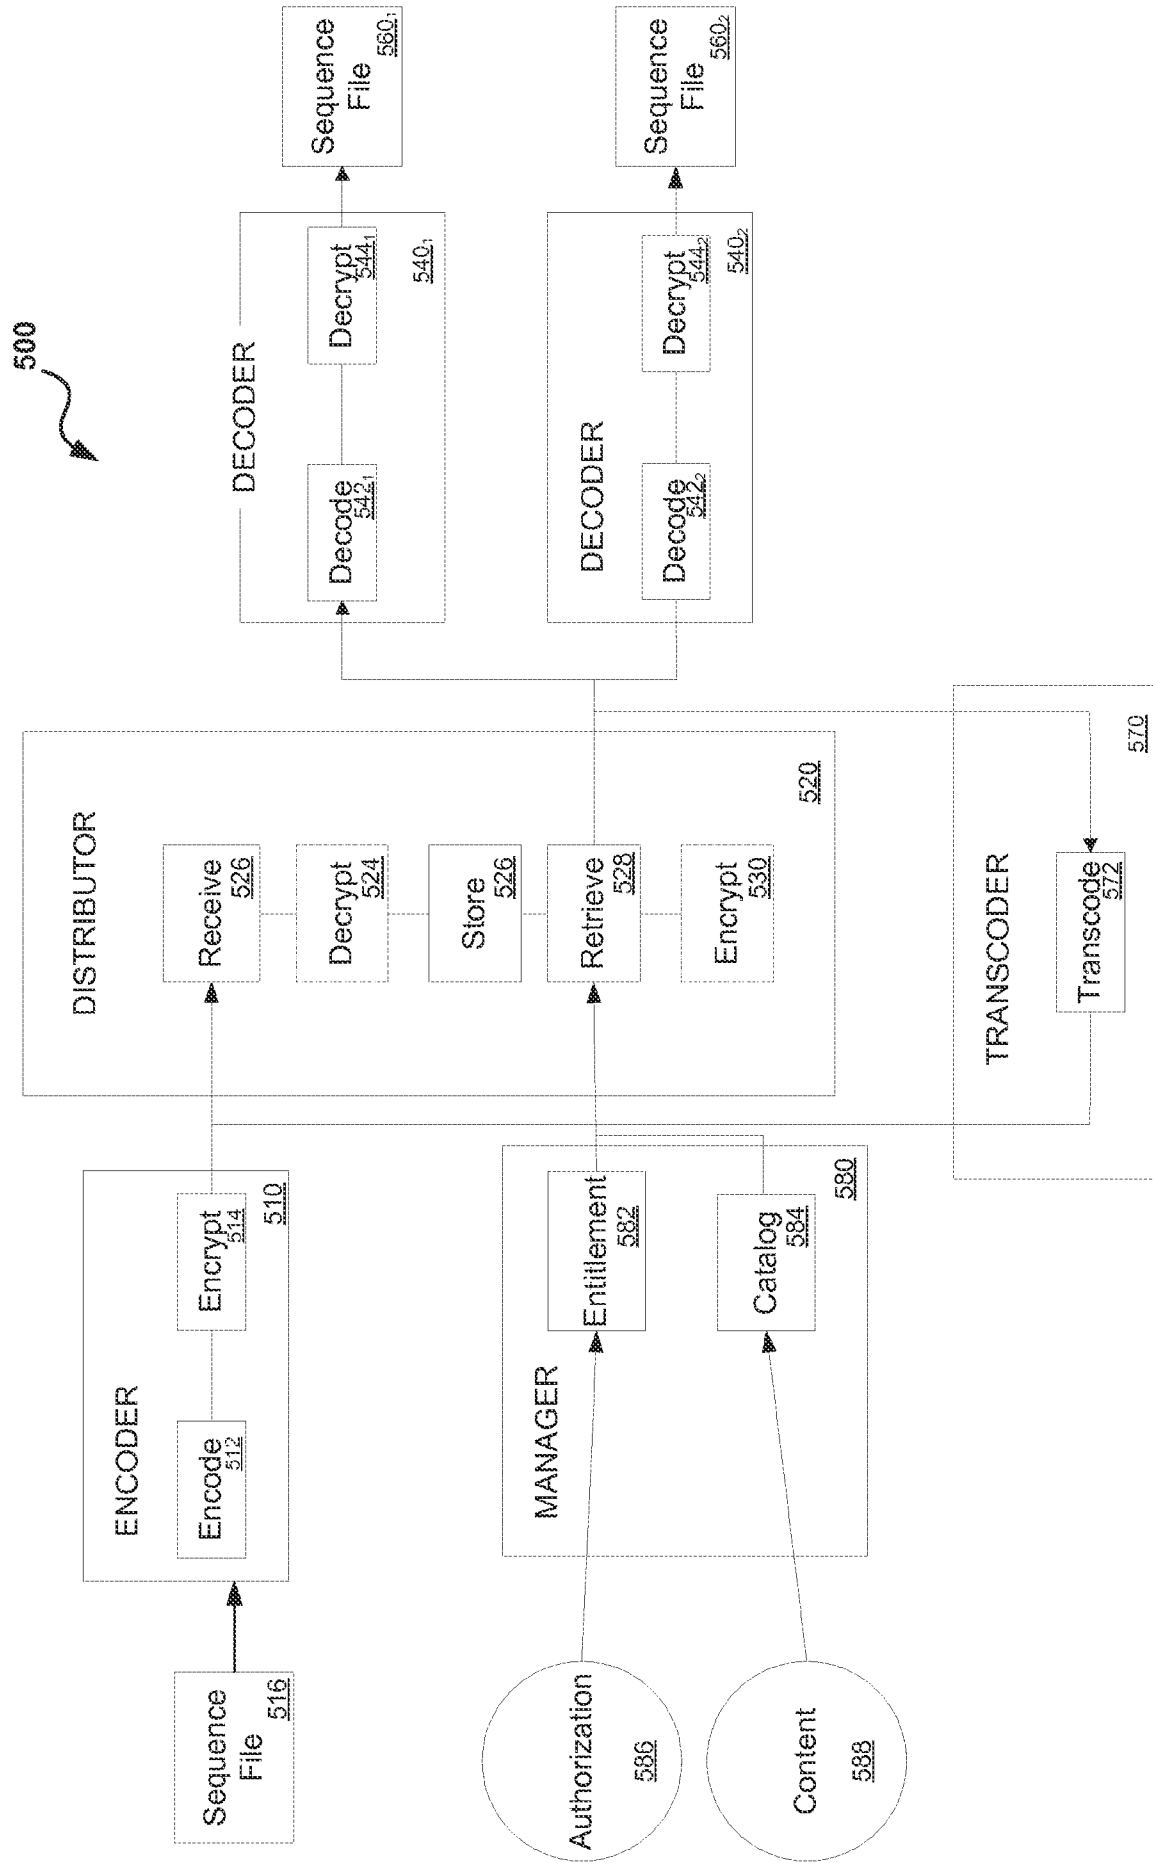 500
Sequence
File
516
ENCODER
Encode
512
Encrypt
514
510
DISTRIBUTOR
Receive
526
Decrypt
524
Store
526
Retrieve
528
Encrypt
530
520
DECODER
Decode
542₁
Decrypt
544₁
540₁
Sequence
File
560₁
DECODER
Decode
542₂
Decrypt
544₂
540₂
Sequence
File
560₂
Authorization
586
Content
588
MANAGER
Entitlement
582
Catalog
584
580
TRANSCODER
Transcode
572
570